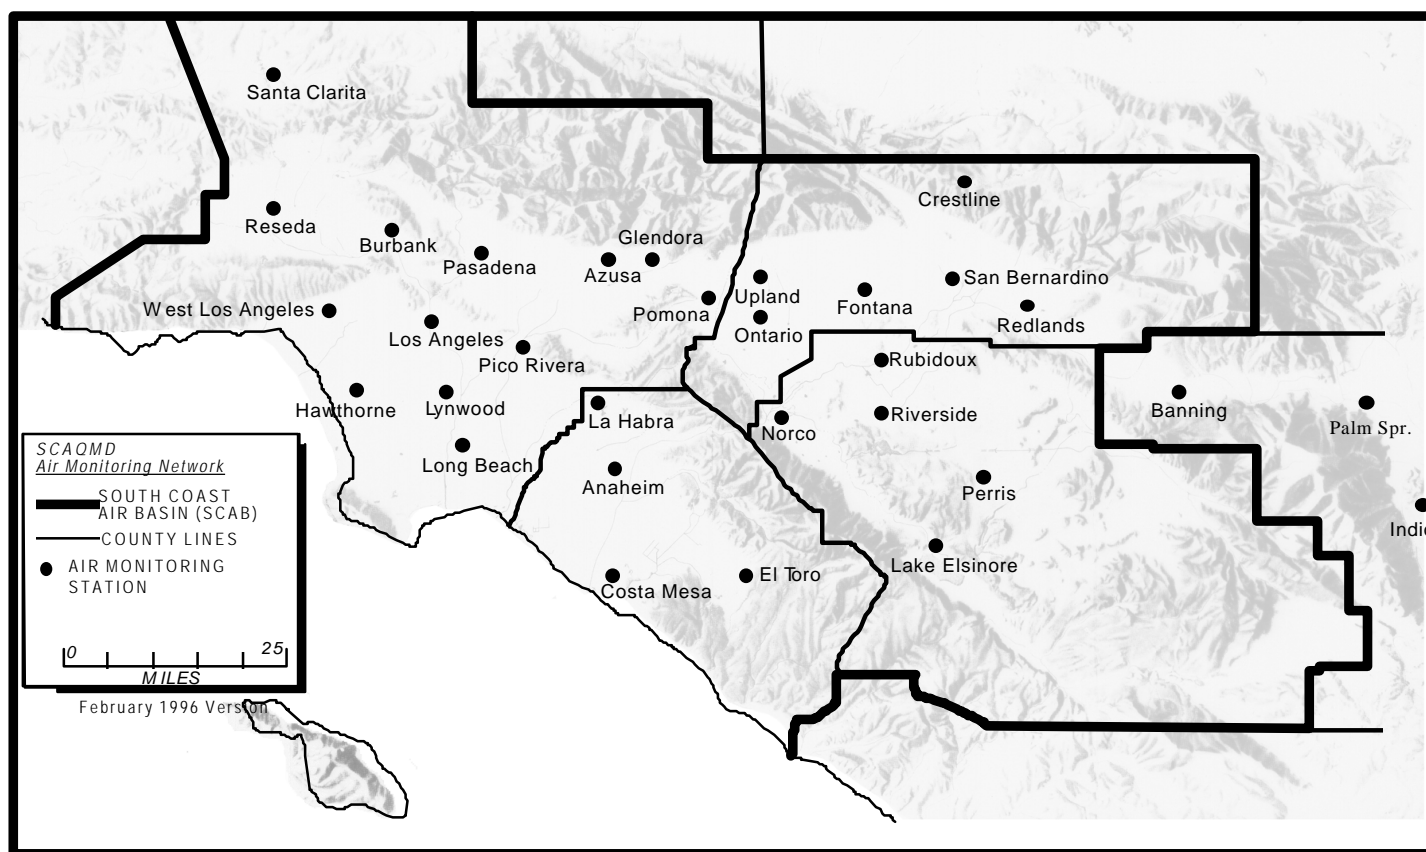 Santa Clarita
Crestline
Reseda
Burbank
Glendora
Pasadena
Azusa
San Bernardino
West Los Angeles
Pomona
Upland
Fontana
Redlands
Los Angeles
Ontario
Pico Rivera
Rubidoux
Hawthorne
Lynwood
La Habra
Norco
Riverside
Banning
Palm Spr.
Long Beach
Anaheim
Perris
Indio
Lake Elsinore
Costa Mesa
El Toro
SCAQMD
Air Monitoring Network
SOUTH COAST
AIR BASIN (SCAB)
COUNTY LINES
AIR MONITORING
STATION
0 25
MILES
February 1996 Version